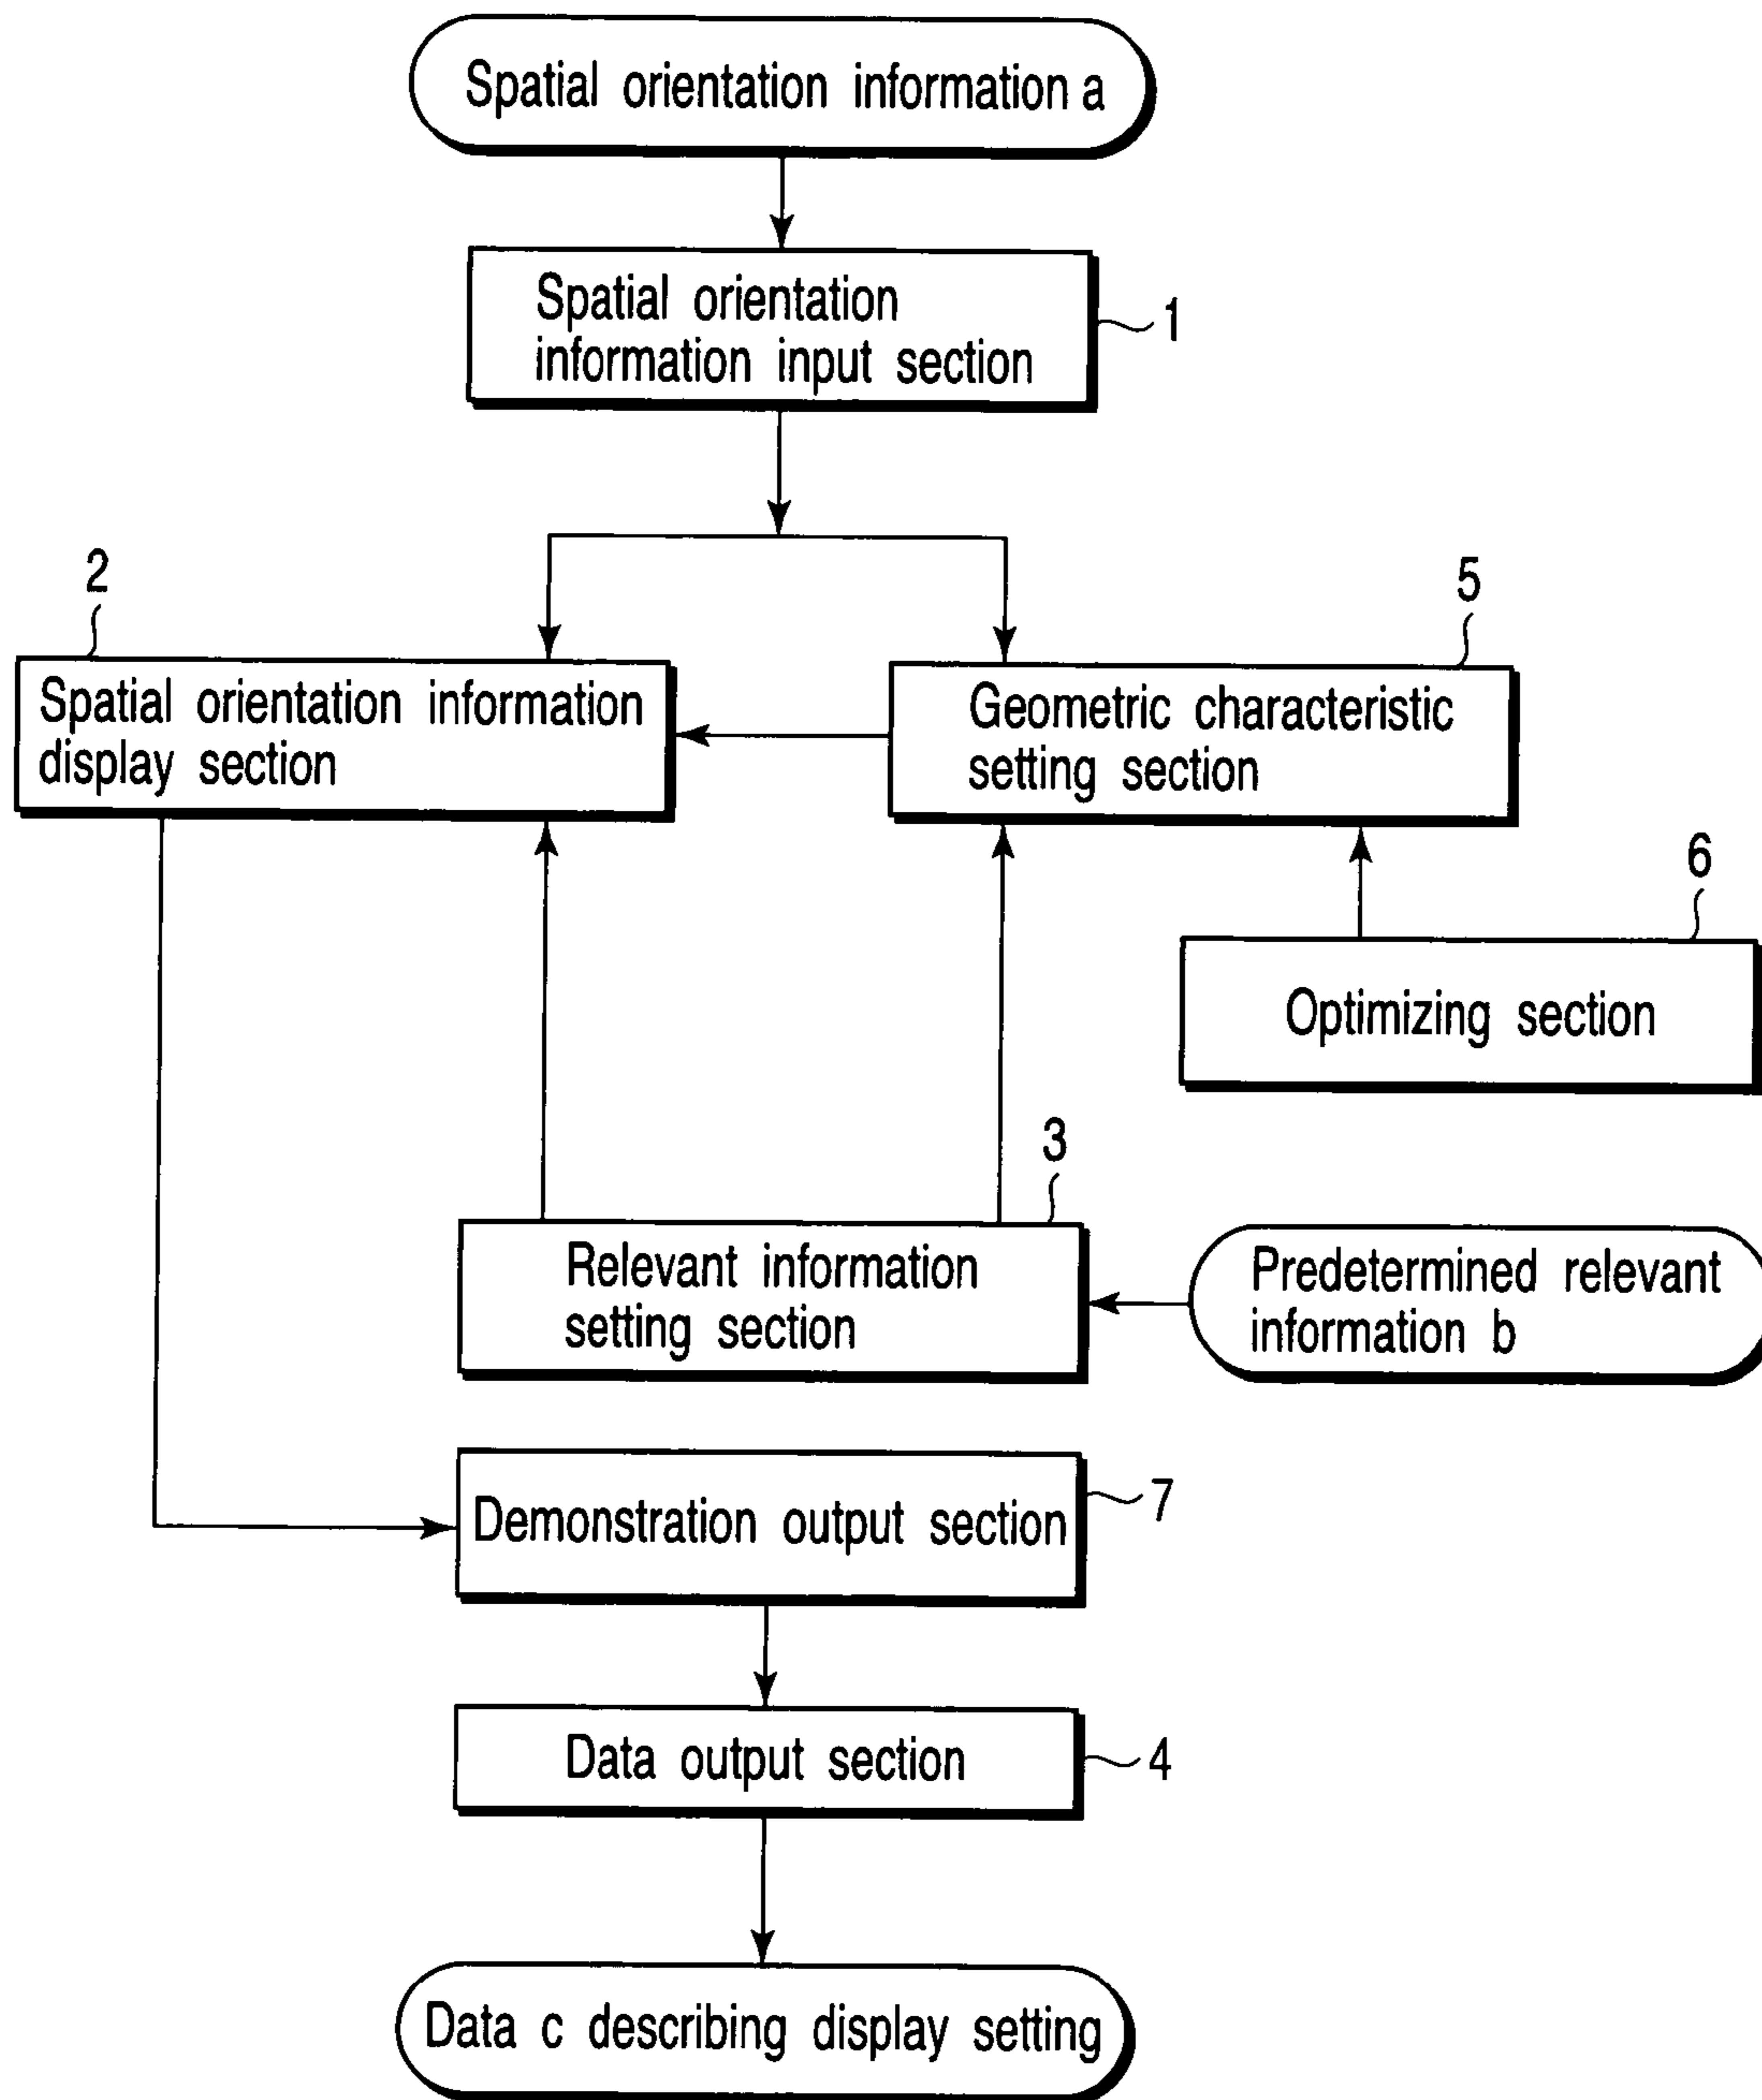 Spatial orientation information a
Spatial orientation
information input section
1
2
5
Spatial orientation information
display section
Geometric characteristic
setting section
6
Optimizing section
3
Relevant information
setting section
Predetermined relevant
information b
Demonstration output section
7
Data output section
4
Data c describing display setting